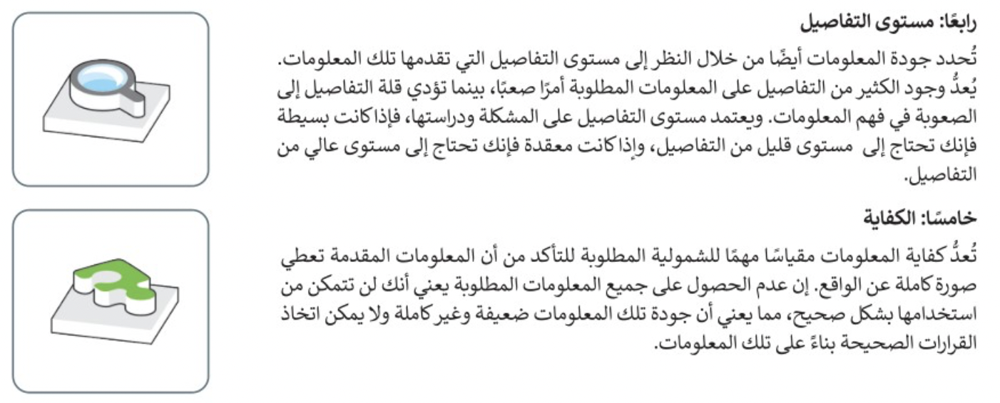 رابعًا: مستوى التفاصيل
تُحدد جودة المعلومات أيضًا من خلال النظر إلى مستوى التفاصيل التي تقدمها تلك المعلومات.
يُعدُّ وجود الكثير من التفاصيل على المعلومات المطلوبة أمرًا صعبًا، بينما تؤدي قلة التفاصيل إلى
الصعوبة في فهم المعلومات. ويعتمد مستوى التفاصيل على المشكلة ودراستها، فإذا كانت بسيطة
فإنك تحتاج إلى مستوى قليل من التفاصيل، وإذا كانت معقدة فإنك تحتاج إلى مستوى عالي من
التفاصيل.
خامسًا: الكفاية
تُعدُّ كفاية المعلومات مقياسًا مهمًا للشمولية المطلوبة للتأكد من أن المعلومات المقدمة تعطي
صورة كاملة عن الواقع. إن عدم الحصول على جميع المعلومات المطلوبة يعني أنك لن تتمكن من
استخدامها بشكل صحيح، مما يعني أن جودة تلك المعلومات ضعيفة وغير كاملة ولا يمكن اتخاذ
القرارات الصحيحة بناءً على تلك المعلومات.